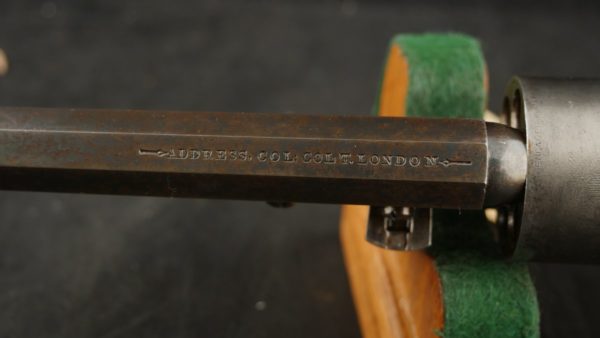 ADDRESS. COL. COLT. LONDON